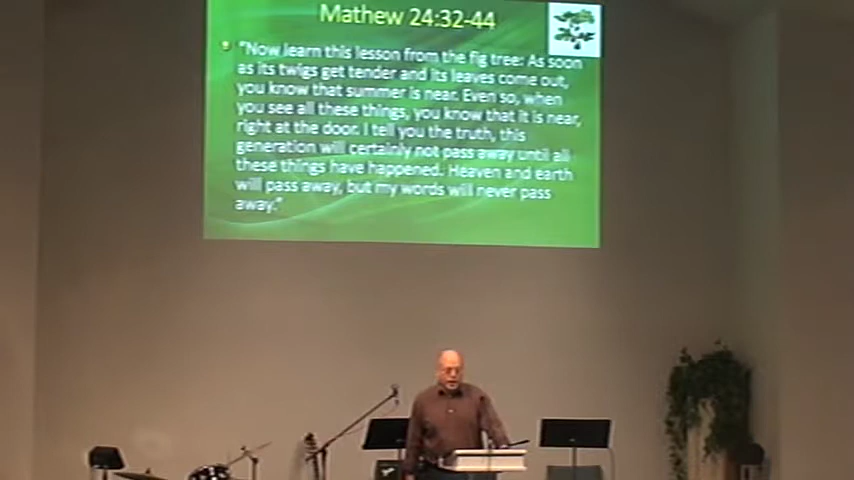 Mathew 24:32-44
"Now learn this lesson from the fig tree: As soon
as its twigs get tender and its leaves come out,
you know that summer is near. Even so, when
you see all these things, you know that it is near,
right at the door. I tell you the truth, this
generation will certainly not pass away until all
these things have happened. Heaven and earth
will pass away, but my words will never pass
away."